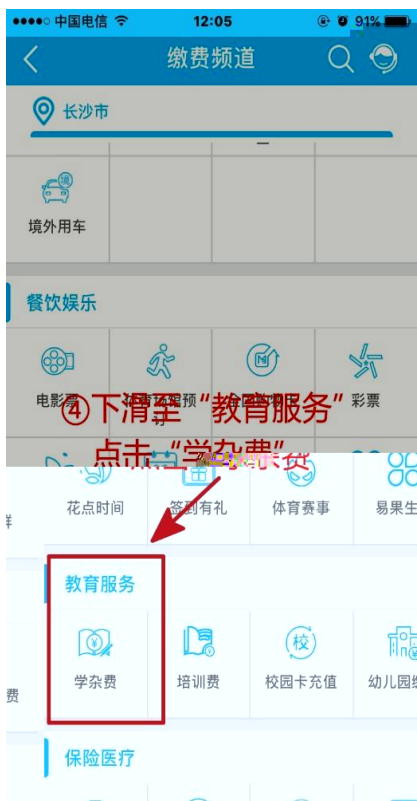 中国电信 12:05 91%
缴费频道
长沙市
境外用车
餐饮娱乐
电影票 彩票
④下滑至“教育服务”
点击“学杂费”
花点时间 签到有礼 体育赛事 易果生
教育服务
费 学杂费 培训费 校园卡充值 幼儿园缴
保险医疗